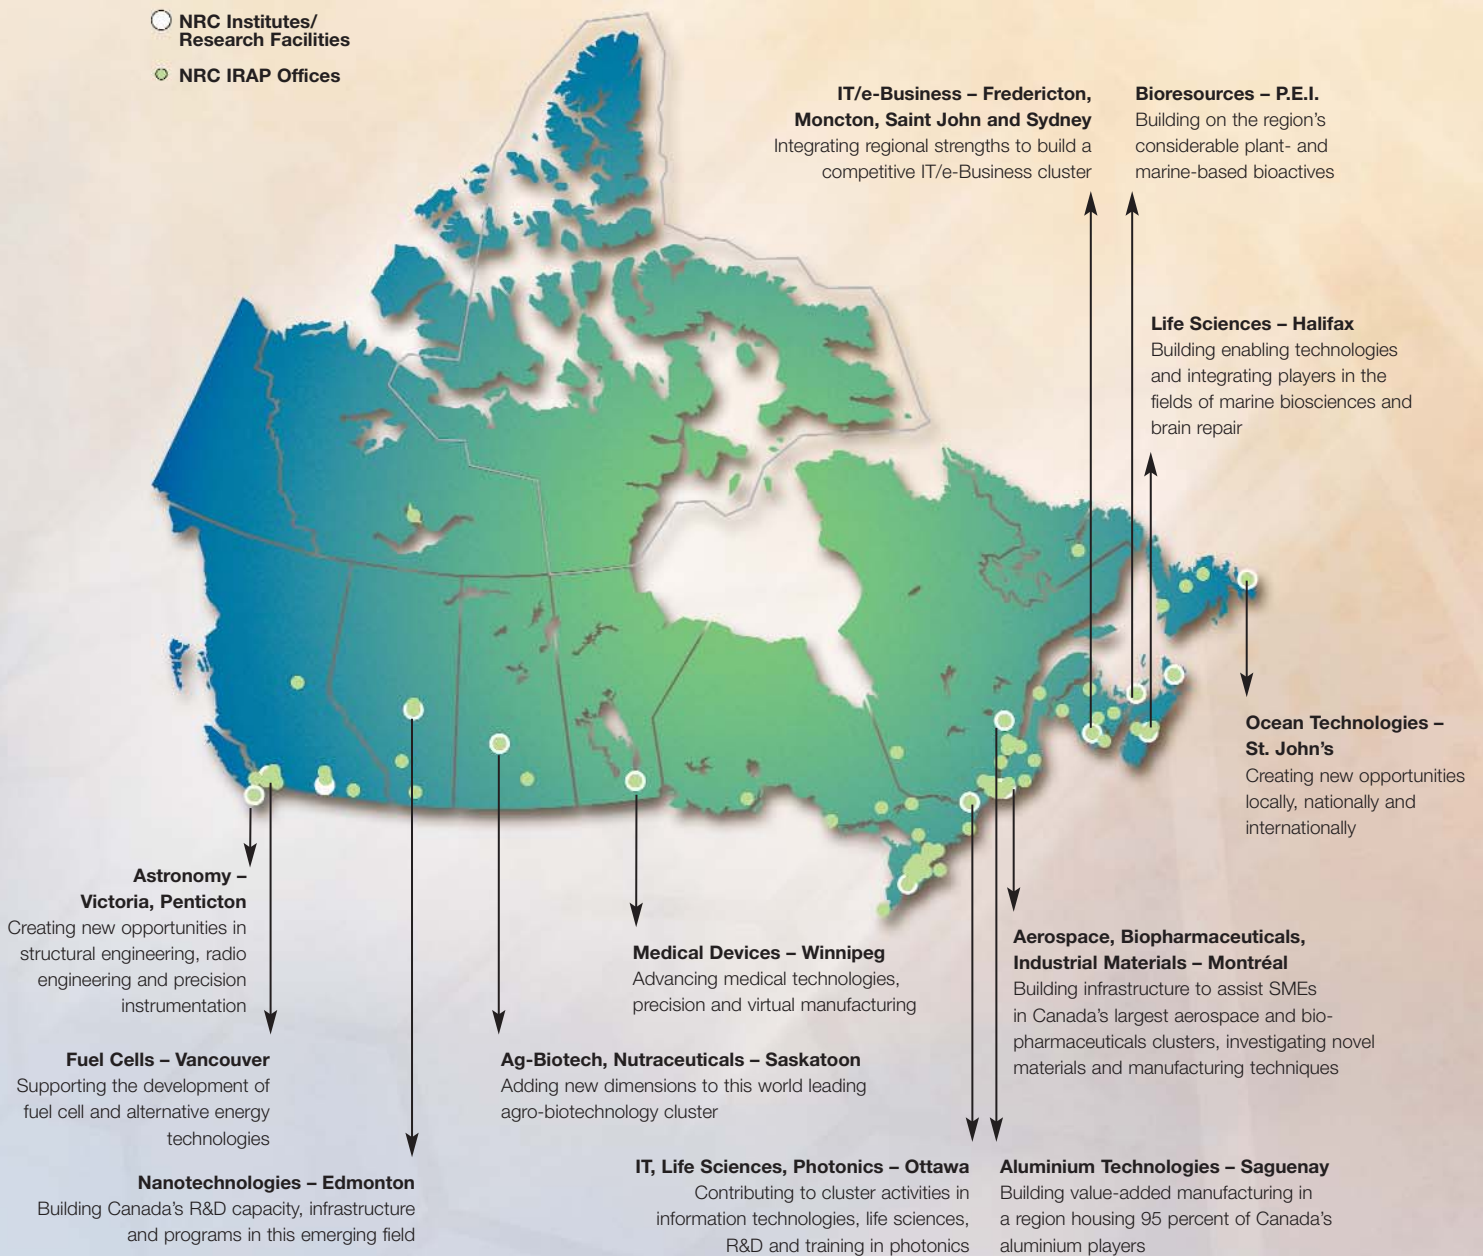 NRC Institutes/
Research Facilities
NRC IRAP Offices
IT/e-Business – Fredericton,
Moncton, Saint John and Sydney
Integrating regional strengths to build a
competitive IT/e-Business cluster
Bioresources – P.E.I.
Building on the region's
considerable plant- and
marine-based bioactives
Life Sciences – Halifax
Building enabling technologies
and integrating players in the
fields of marine biosciences and
brain repair
Ocean Technologies –
St. John's
Creating new opportunities
locally, nationally and
internationally
Astronomy –
Victoria, Penticton
Creating new opportunities in
structural engineering, radio
engineering and precision
instrumentation
Fuel Cells – Vancouver
Supporting the development of
fuel cell and alternative energy
technologies
Nanotechnologies – Edmonton
Building Canada's R&D capacity, infrastructure
and programs in this emerging field
Medical Devices – Winnipeg
Advancing medical technologies,
precision and virtual manufacturing
Ag-Biotech, Nutraceuticals – Saskatoon
Adding new dimensions to this world leading
agro-biotechnology cluster
IT, Life Sciences, Photonics – Ottawa
Contributing to cluster activities in
information technologies, life sciences,
R&D and training in photonics
Aerospace, Biopharmaceuticals,
Industrial Materials – Montréal
Building infrastructure to assist SMEs
in Canada's largest aerospace and bio-
pharmaceuticals clusters, investigating novel
materials and manufacturing techniques
Aluminium Technologies – Saguenay
Building value-added manufacturing in
a region housing 95 percent of Canada's
aluminium players